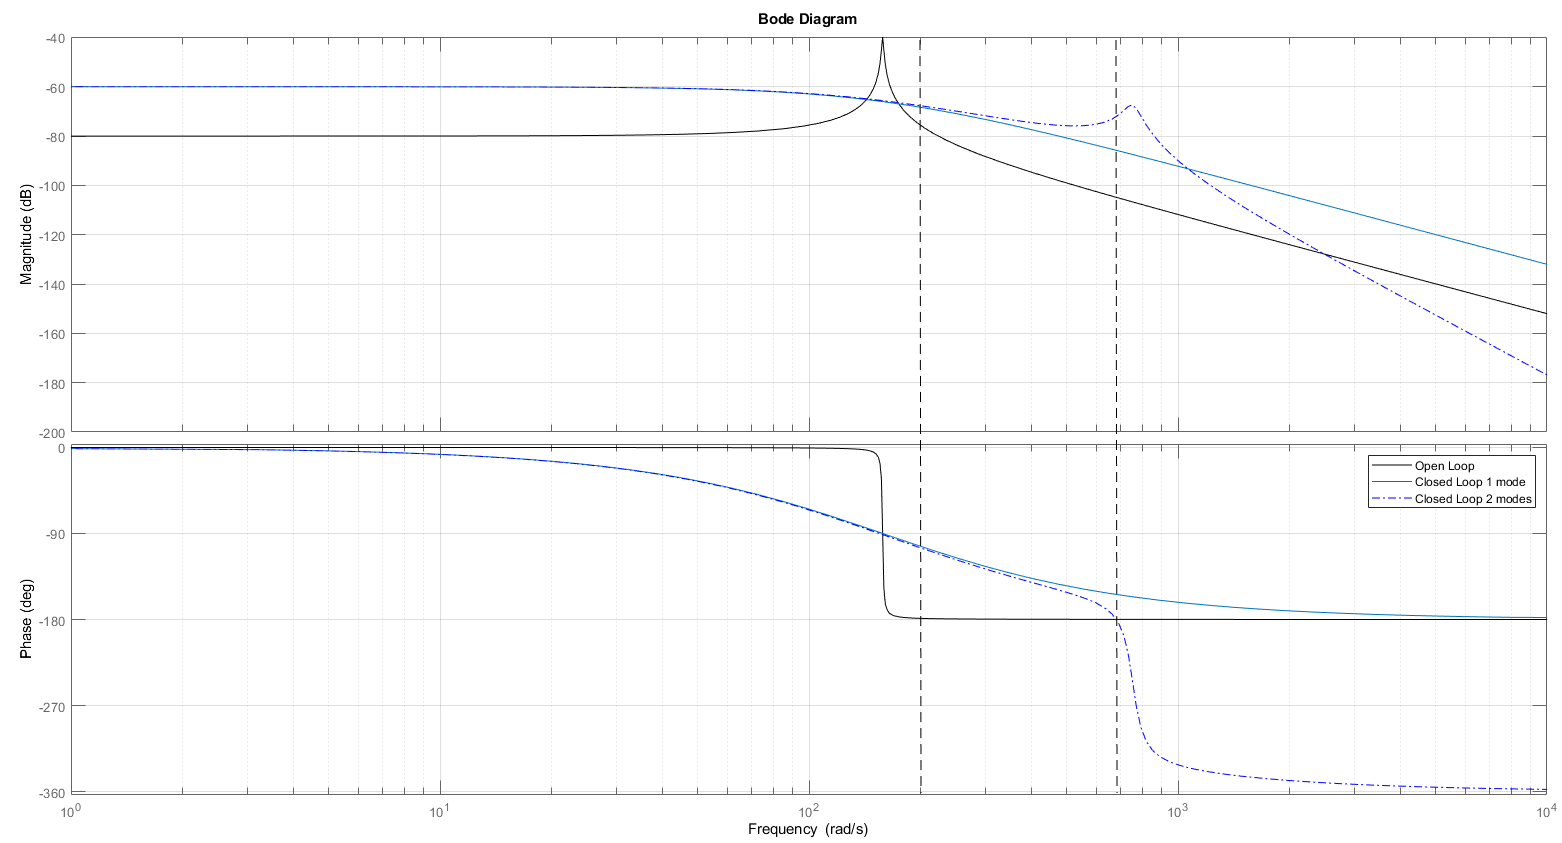 Bode Diagram
Magnitude (dB)
-40
-60
-80
-100
-120
-140
-160
-180
-200
Phase (deg)
0
-90
-180
-270
-360
Open Loop
Closed Loop 1 mode
Closed Loop 2 modes
10^0 10^1 10^2 10^3 10^4
Frequency (rad/s)